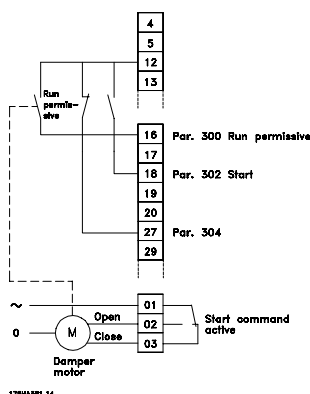 4
5
12
13
Run
permis-
sive
16 Par. 300 Run permissive
17
18 Par. 302 Start
19
20
27 Par. 304
29
~ 01
Open 02 Start command
active
0 M
Close 03
Damper
motor